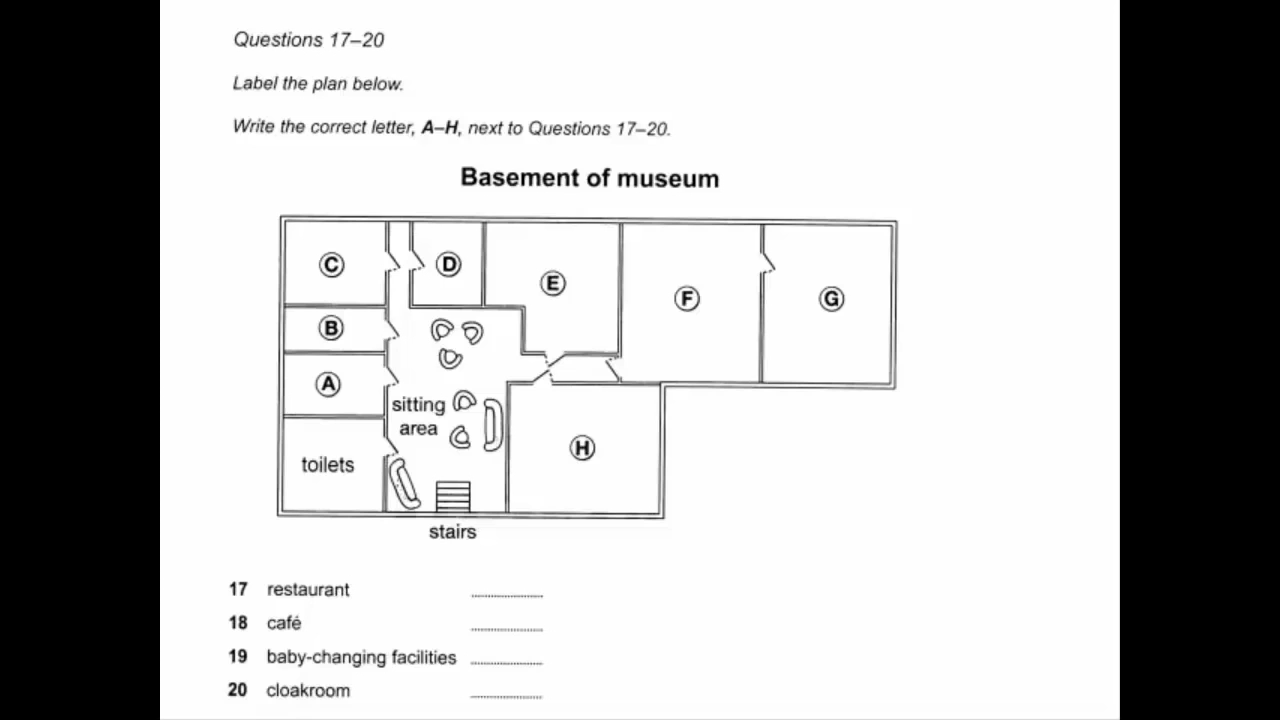 Questions 17–20
Label the plan below.
Write the correct letter, A–H, next to Questions 17–20.
Basement of museum
C
D
E
F
G
B
A
sitting
area
H
toilets
stairs
17 restaurant ........................
18 café ........................
19 baby-changing facilities ........................
20 cloakroom ........................